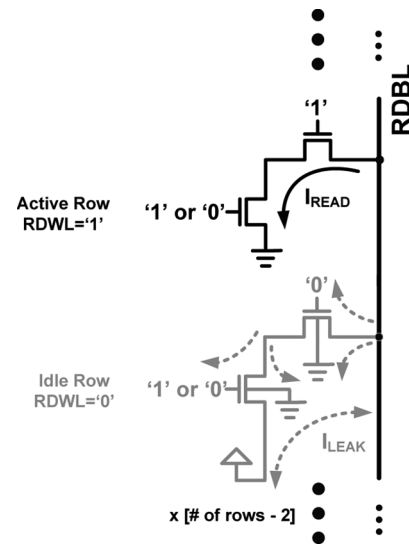 RDBL
‘1’
Active Row
RDWL=‘1’
‘1’ or ‘0’
IREAD
‘0’
Idle Row
RDWL=‘0’
‘1’ or ‘0’
ILEAK
x [# of rows - 2]